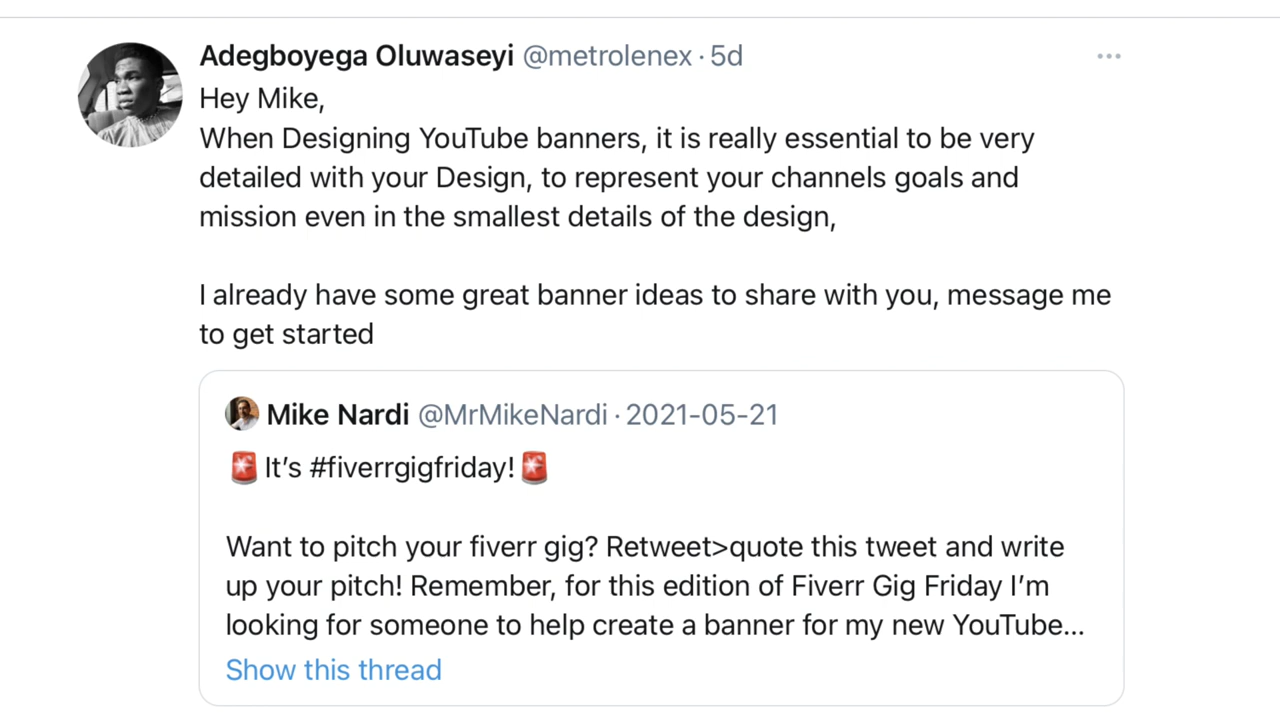 Adegboyega Oluwaseyi @metrolenex · 5d
Hey Mike,
When Designing YouTube banners, it is really essential to be very
detailed with your Design, to represent your channels goals and
mission even in the smallest details of the design,
I already have some great banner ideas to share with you, message me
to get started
Mike Nardi @MrMikeNardi · 2021-05-21
🚨It’s #fiverrgigfriday!🚨
Want to pitch your fiverr gig? Retweet>quote this tweet and write
up your pitch! Remember, for this edition of Fiverr Gig Friday I’m
looking for someone to help create a banner for my new YouTube...
Show this thread